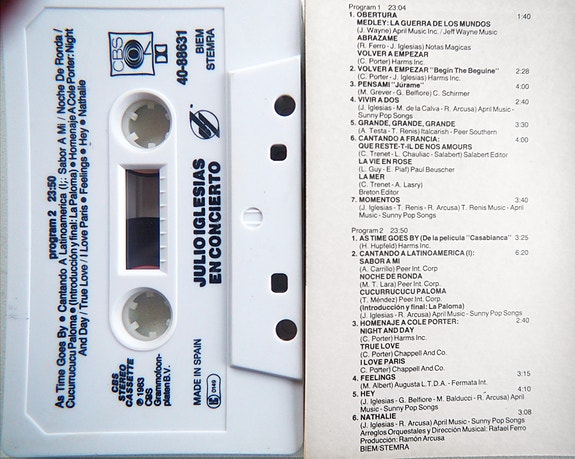 program 2 23:50
As Time Goes By ● Cantando A Latinoamerica (I;: Sabor A Mi / Noche De Ronda /
Cucurrucucu Paloma ● (Introducción y final: La Paloma) ● Homenaje A Cole Porter: Night
And Day / True Love / I Love Paris ● Feelings ● Hey ● Nathalie
CBS
40-88631
BIEM
STEMRA
JULIO IGLESIAS
EN CONCIERTO
CBS
STEREO
CASSETTE
℗ 1983
CBS
Grammofoon-
platen B.V.
MADE IN SPAIN
Program 1 23:04
1. OBERTURA 1:40
MEDLEY: LA GUERRA DE LOS MUNDOS
(J. Wayne) April Music Inc. / Jeff Wayne Music
ABRAZAME
(R. Ferro - J. Iglesias) Notas Magicas
VOLVER A EMPEZAR
(C. Porter) Harms Inc.
2. VOLVER A EMPEZAR "Begin The Beguine" 2:28
(C. Porter - J. Iglesias) Harms Inc.
3. PENSAMI "Júrame" 4:00
(M. Grever - G. Belfiore) C. Schirmer
4. VIVIR A DOS 2:40
(J. Iglesias - M. de la Calva - R. Arcusa) April Music -
Sunny Pop Songs
5. GRANDE, GRANDE, GRANDE 3:30
(A. Testa - T. Renis) Italcarish - Peer Southern
6. CANTANDO A FRANCIA: 4:00
QUE RESTE-T-IL DE NOS AMOURS
(C. Trenet - L. Chauliac - Salabert) Salabert Editor
LA VIE EN ROSE
(L. Guy - E. Piaf) Paul Beuscher
LA MER
(C. Trenet - A. Lasry)
Breton Editor
7. MOMENTOS 3:40
(J. Iglesias - T. Renis - R. Arcusa) T. Renis Music - April
Music - Sunny Pop Songs
Program 2 23:50
1. AS TIME GOES BY (De la pelicula "Casablanca" 3:25
(H. Hupfeld) Harms Inc.
2. CANTANDO A LATINOAMERICA (I): 6:20
SABOR A MI
(A. Carrillo) Peer Int. Corp
NOCHE DE RONDA
(M. T. Lara) Peer Int. Corp.
CUCURRUCUCU PALOMA
(T. Méndez) Peer Int. Corp
(Introducción y final: La Paloma)
(J. Iglesias - R. Arcusa) April Music - Sunny Pop Songs
3. HOMENAJE A COLE PORTER: 2:40
NIGHT AND DAY
(C. Porter) Harms Inc.
TRUE LOVE
(C. Porter) Chappell And Co.
I LOVE PARIS
(C. Porter) Chappell And Co.
4. FEELINGS 3:15
(M. Albert) Augusta L.T.D.A. - Fermata Int.
5. HEY 4:10
(J. Iglesias - G. Belfiore - M. Balducci - R. Arcusa) April
Music - Sunny Pop Songs
6. NATHALIE 3:08
(J. Iglesias - R. Arcusa) April Music - Sunny Pop Songs
Arreglos Orquestales y Dirección Musical: Rafael Ferro
Producción: Ramón Arcusa
BIEM/STEMRA